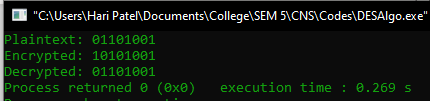 "C:\Users\Hari Patel\Documents\College\SEM 5\CNS\Codes\DESAlgo.exe"
Plaintext: 01101001
Encrypted: 10101001
Decrypted: 01101001
Process returned 0 (0x0)   execution time : 0.269 s